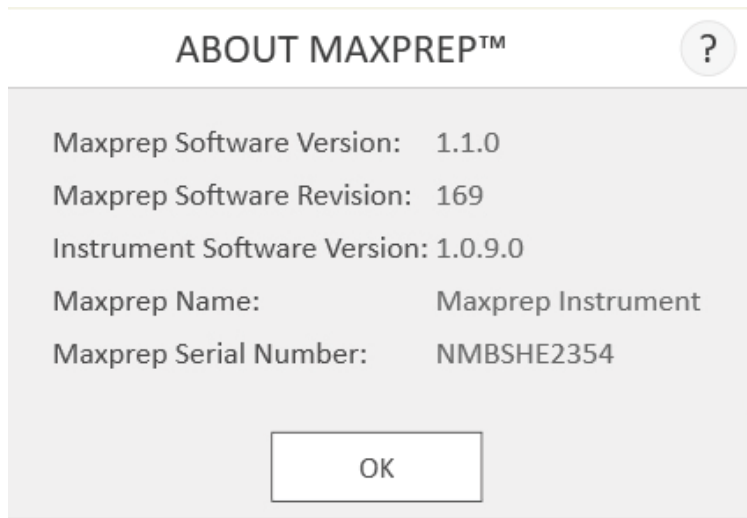 ABOUT MAXPREP™ ?
Maxprep Software Version: 1.1.0
Maxprep Software Revision: 169
Instrument Software Version: 1.0.9.0
Maxprep Name: Maxprep Instrument
Maxprep Serial Number: NMBSHE2354
OK